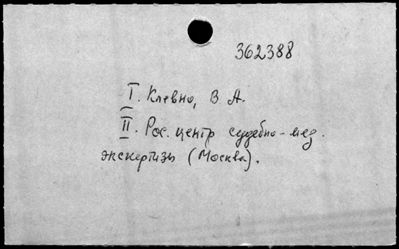 362388
I. Клевно, В. А.
II. Рос. центр судебно-мед.
экспертизы (Москва).